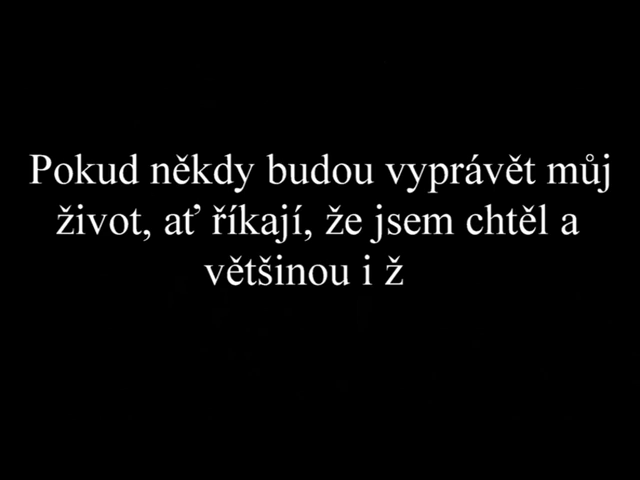 Pokud někdy budou vyprávět můj
život, ať říkají, že jsem chtěl a
většinou i ž